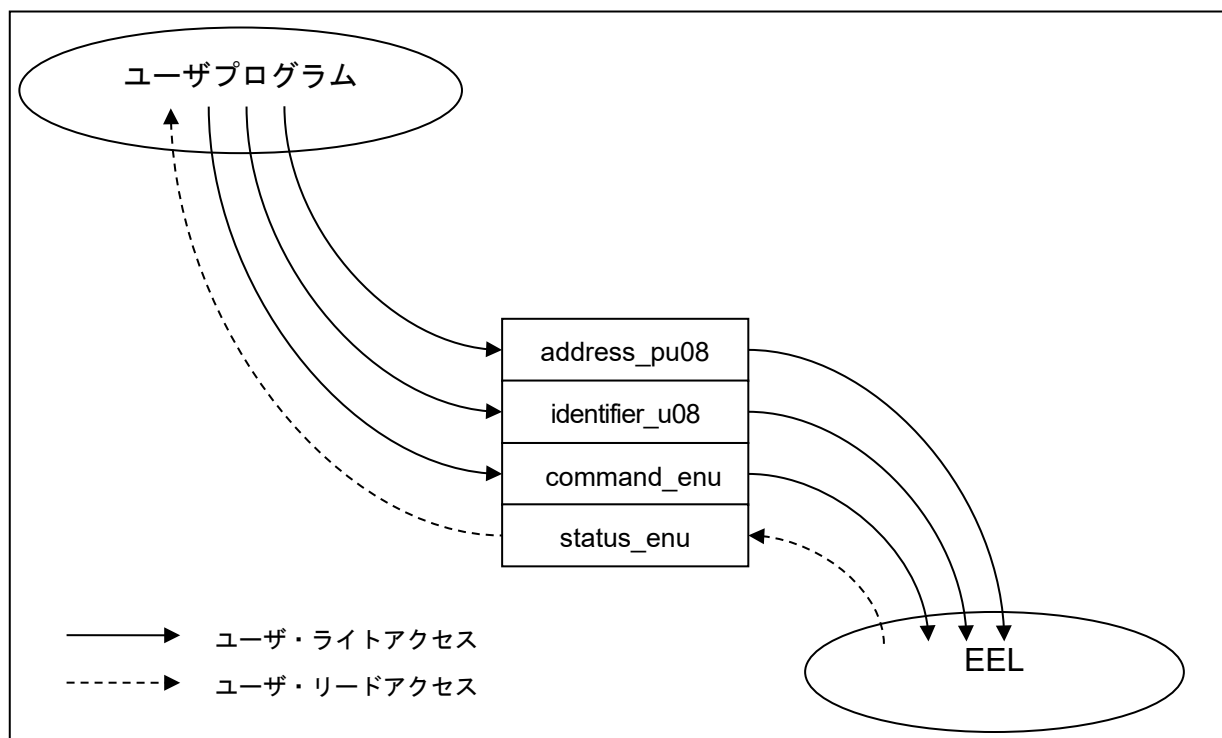 ユーザプログラム
address_pu08
identifier_u08
command_enu
status_enu
ユーザ・ライトアクセス
ユーザ・リードアクセス
EEL